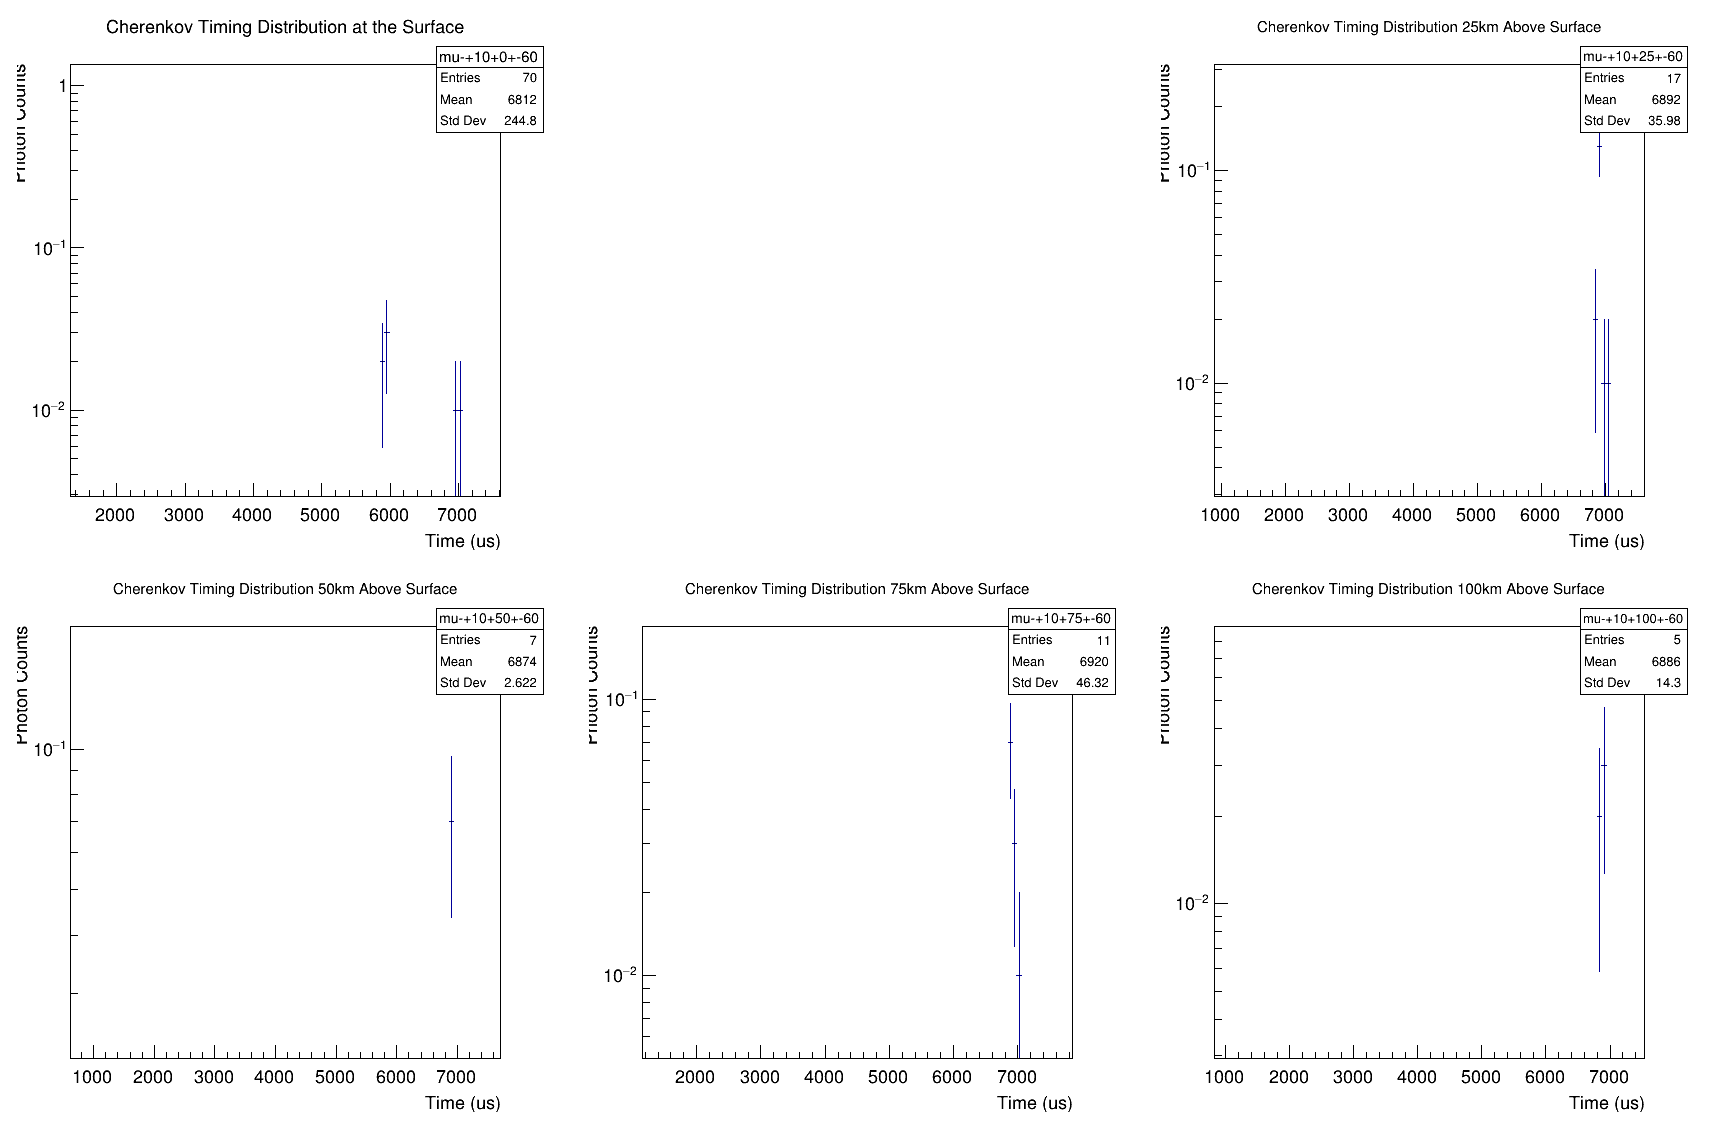 Cherenkov Timing Distribution at the Surface
mu-+10+0+-60
Entries 70
Mean 6812
Std Dev 244.8
Photon Counts
1
10⁻¹
10⁻²
2000 3000 4000 5000 6000 7000
Time (us)
Cherenkov Timing Distribution 25km Above Surface
mu-+10+25+-60
Entries 17
Mean 6892
Std Dev 35.98
Photon Counts
10⁻¹
10⁻²
1000 2000 3000 4000 5000 6000 7000
Time (us)
Cherenkov Timing Distribution 50km Above Surface
mu-+10+50+-60
Entries 7
Mean 6874
Std Dev 2.622
Photon Counts
10⁻¹
1000 2000 3000 4000 5000 6000 7000
Time (us)
Cherenkov Timing Distribution 75km Above Surface
mu-+10+75+-60
Entries 11
Mean 6920
Std Dev 46.32
Photon Counts
10⁻¹
10⁻²
2000 3000 4000 5000 6000 7000
Time (us)
Cherenkov Timing Distribution 100km Above Surface
mu-+10+100+-60
Entries 5
Mean 6886
Std Dev 14.3
Photon Counts
10⁻²
1000 2000 3000 4000 5000 6000 7000
Time (us)